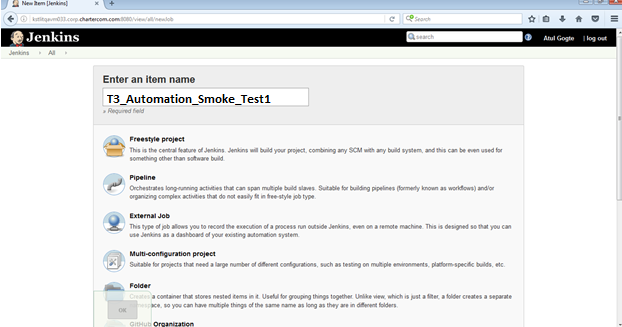 New Item [Jenkins]
kstlitqavm033.corp.chartercom.com:8080/view/all/newJob
Search
Jenkins
search
Atul Gogte
| log out
Jenkins
All
Enter an item name
T3_Automation_Smoke_Test1
» Required field
Freestyle project
This is the central feature of Jenkins. Jenkins will build your project, combining any SCM with any build system, and this can be even used for
something other than software build.
Pipeline
Orchestrates long-running activities that can span multiple build slaves. Suitable for building pipelines (formerly known as workflows) and/or
organizing complex activities that do not easily fit in free-style job type.
External Job
This type of job allows you to record the execution of a process run outside Jenkins, even on a remote machine. This is designed so that you can
use Jenkins as a dashboard of your existing automation system.
Multi-configuration project
Suitable for projects that need a large number of different configurations, such as testing on multiple environments, platform-specific builds, etc.
Folder
Creates a container that stores nested items in it. Useful for grouping things together. Unlike view, which is just a filter, a folder creates a separate
namespace, so you can have multiple things of the same name as long as they are in different folders.
OK
GitHub Organization